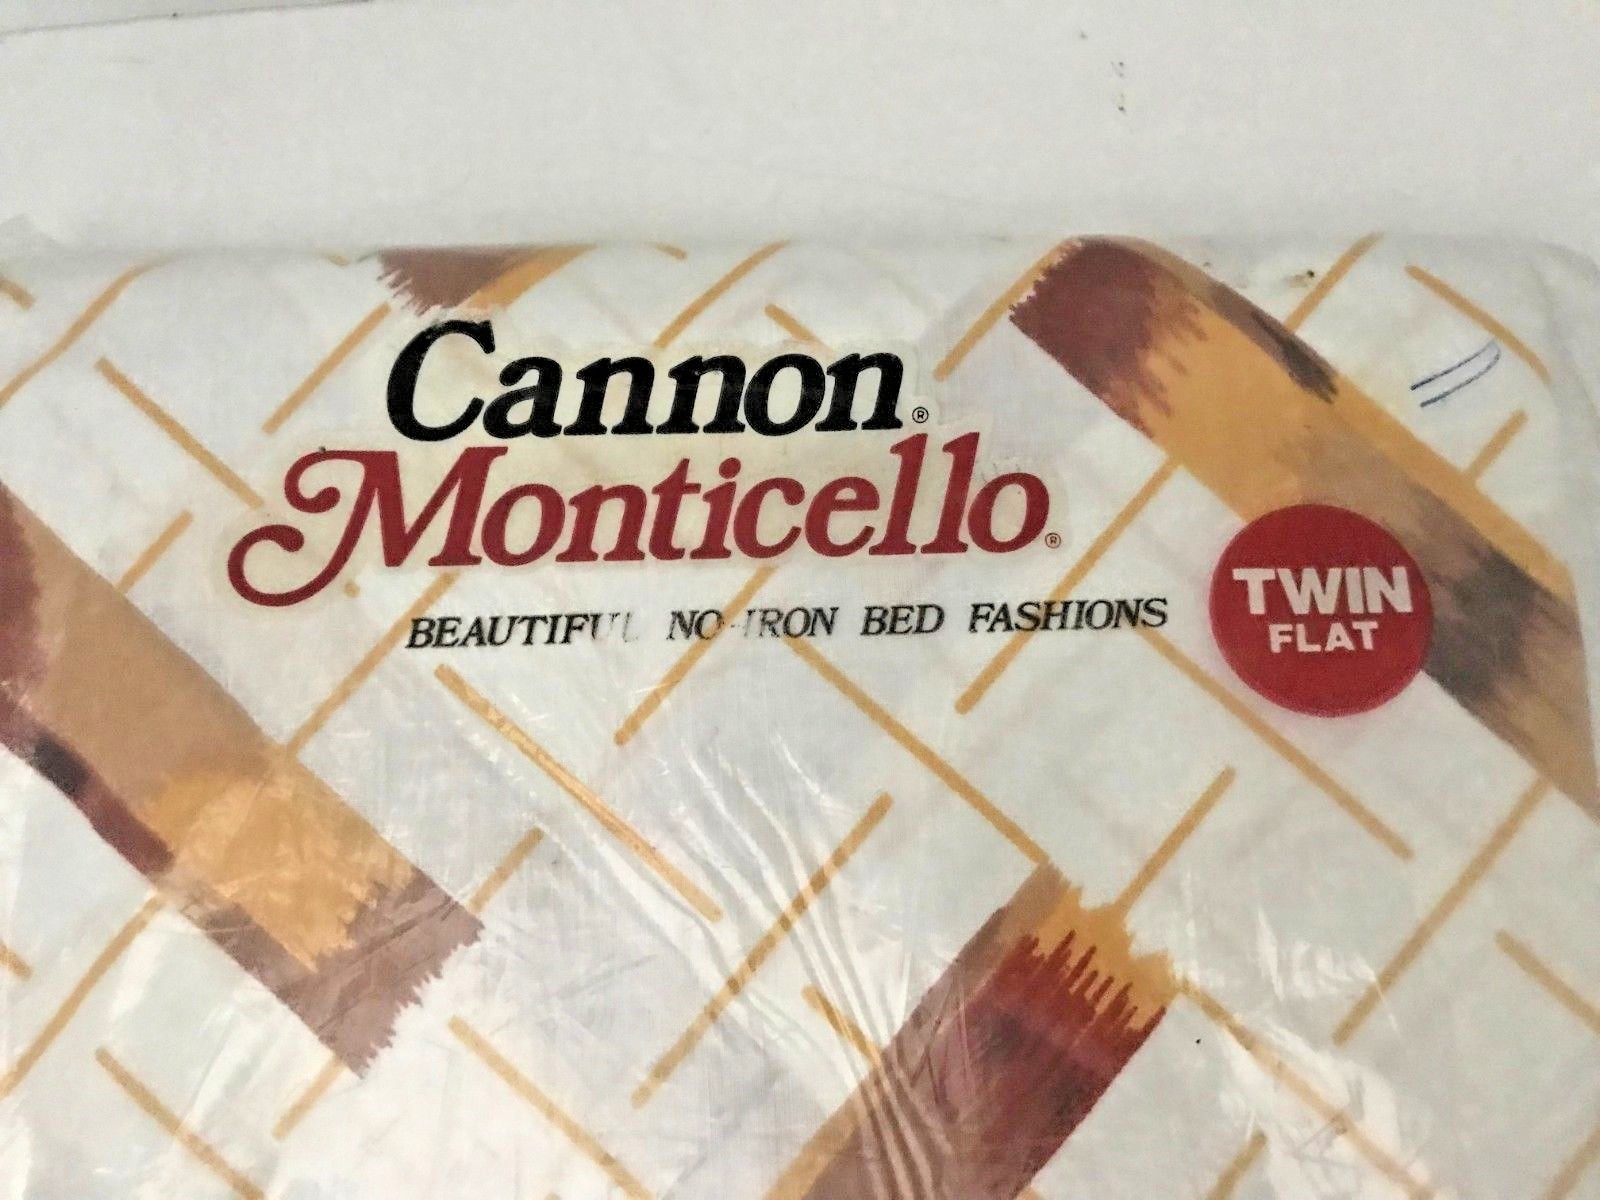 Cannon®
Monticello®
BEAUTIFUL NO-IRON BED FASHIONS
TWIN
FLAT